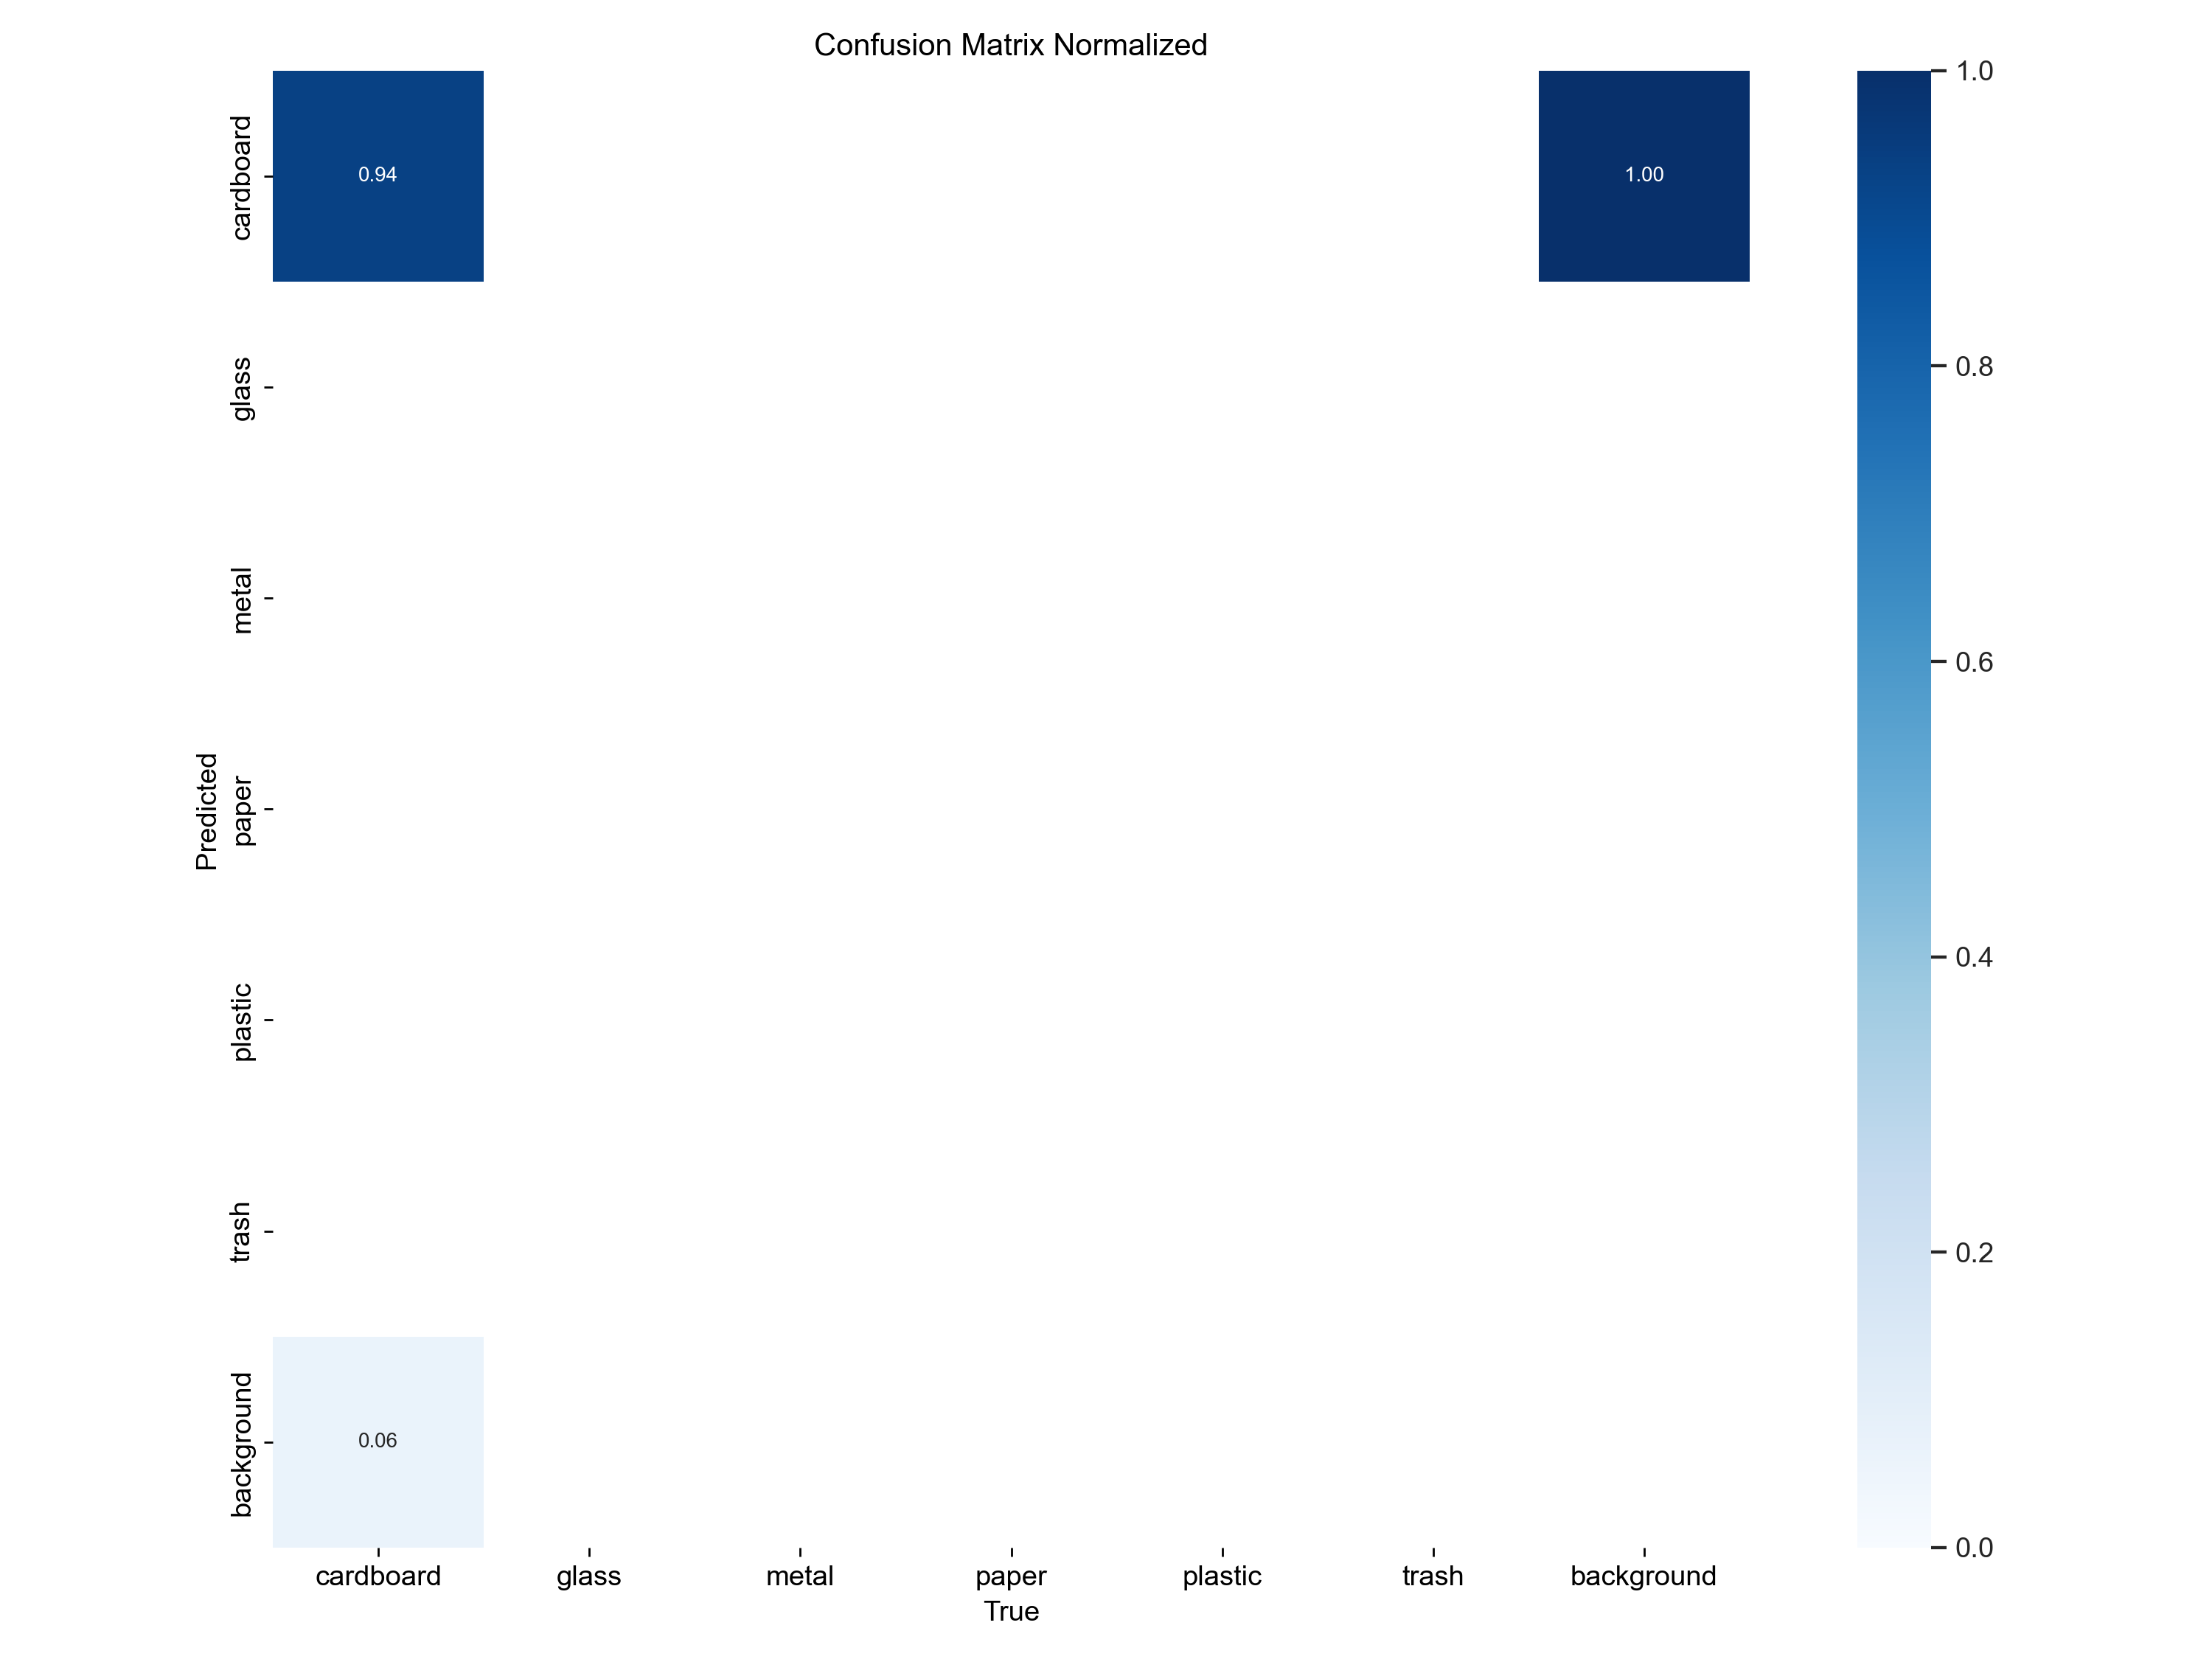 Confusion Matrix Normalized
cardboard
glass
metal
paper
plastic
trash
background
Predicted
0.94
1.00
0.06
cardboard glass metal paper plastic trash background
True
1.0
0.8
0.6
0.4
0.2
0.0